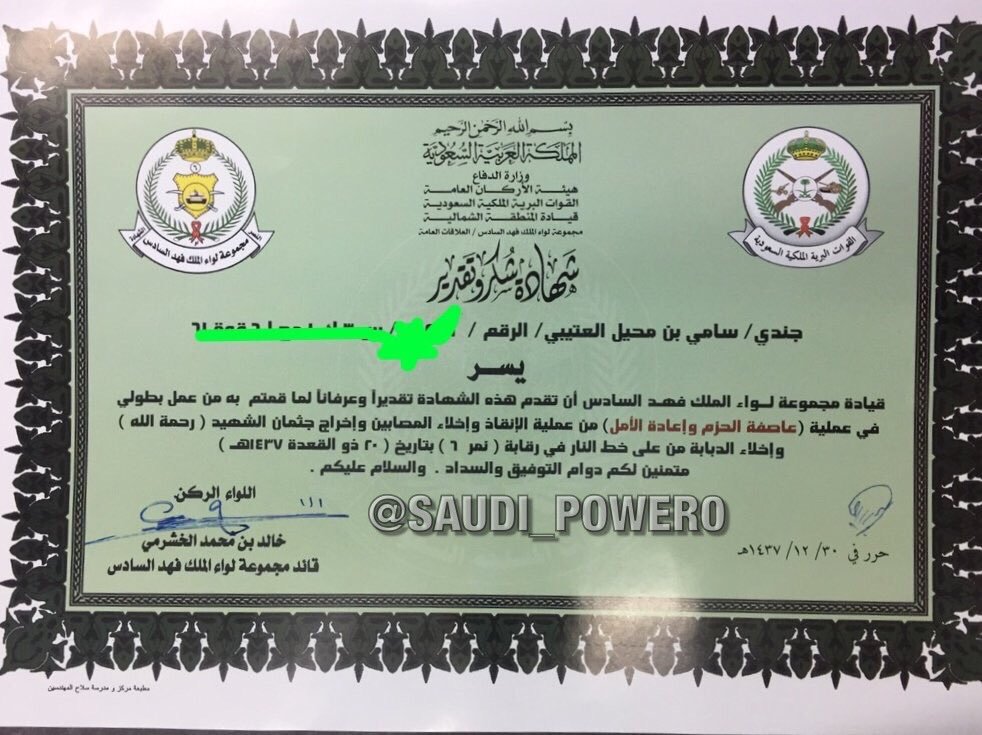 بسم الله الرحمن الرحيم
المملكة العربية السعودية
وزارة الدفاع
هيئة الأركان العامة
القوات البرية الملكية السعودية
قيادة المنطقة الشمالية
مجموعة لواء الملك فهد السادس / العلاقات العامة
مجموعة لواء الملك فهد السادس
القوات البرية الملكية السعودية
شهادة شكر وتقدير
جندي/ سامي بن محيل العتيبي/ الرقم /
يسر
قيادة مجموعة لواء الملك فهد السادس أن تقدم هذه الشهادة تقديراً وعرفاناً لما قمتم به من عمل بطولي
في عملية (عاصفة الحزم وإعادة الأمل) من عملية الإنقاذ وإخلاء المصابين وإخراج جثمان الشهيد ( رحمة الله )
وإخلاء الدبابة من على خط النار في رقابة ( نمر ٦ ) بتاريخ ( ٢٠ ذو القعدة ١٤٣٧هـ )
متمنين لكم دوام التوفيق والسداد . والسلام عليكم .
@SAUDI_POWERO
اللواء الركن
خالد بن محمد الخشرمي
قائد مجموعة لواء الملك فهد السادس
حرر في ٣٠/ ١٢/ ١٤٣٧هـ
مطبعة مركز و مدرسة سلاح المهندسين